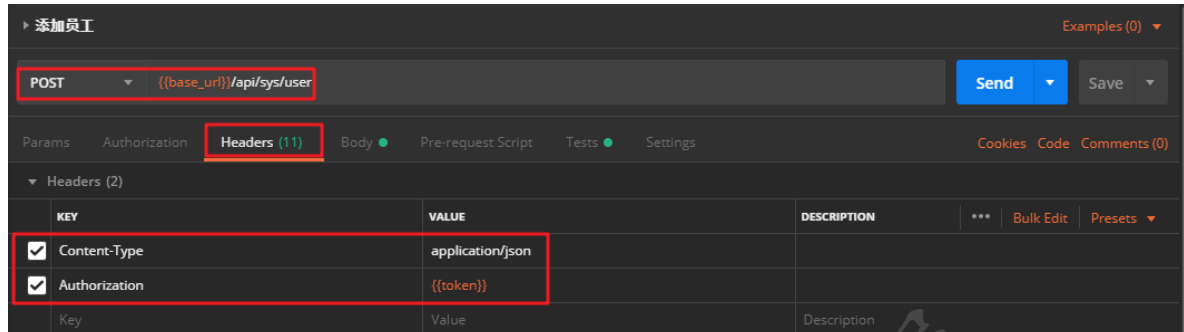 添加员工 Examples (0)
POST {{base_url}}/api/sys/user Send Save
Params Authorization Headers (11) Body Pre-request Script Tests Settings Cookies Code Comments (0)
Headers (2)
KEY VALUE DESCRIPTION ••• Bulk Edit Presets
Content-Type application/json
Authorization {{token}}
Key Value Description